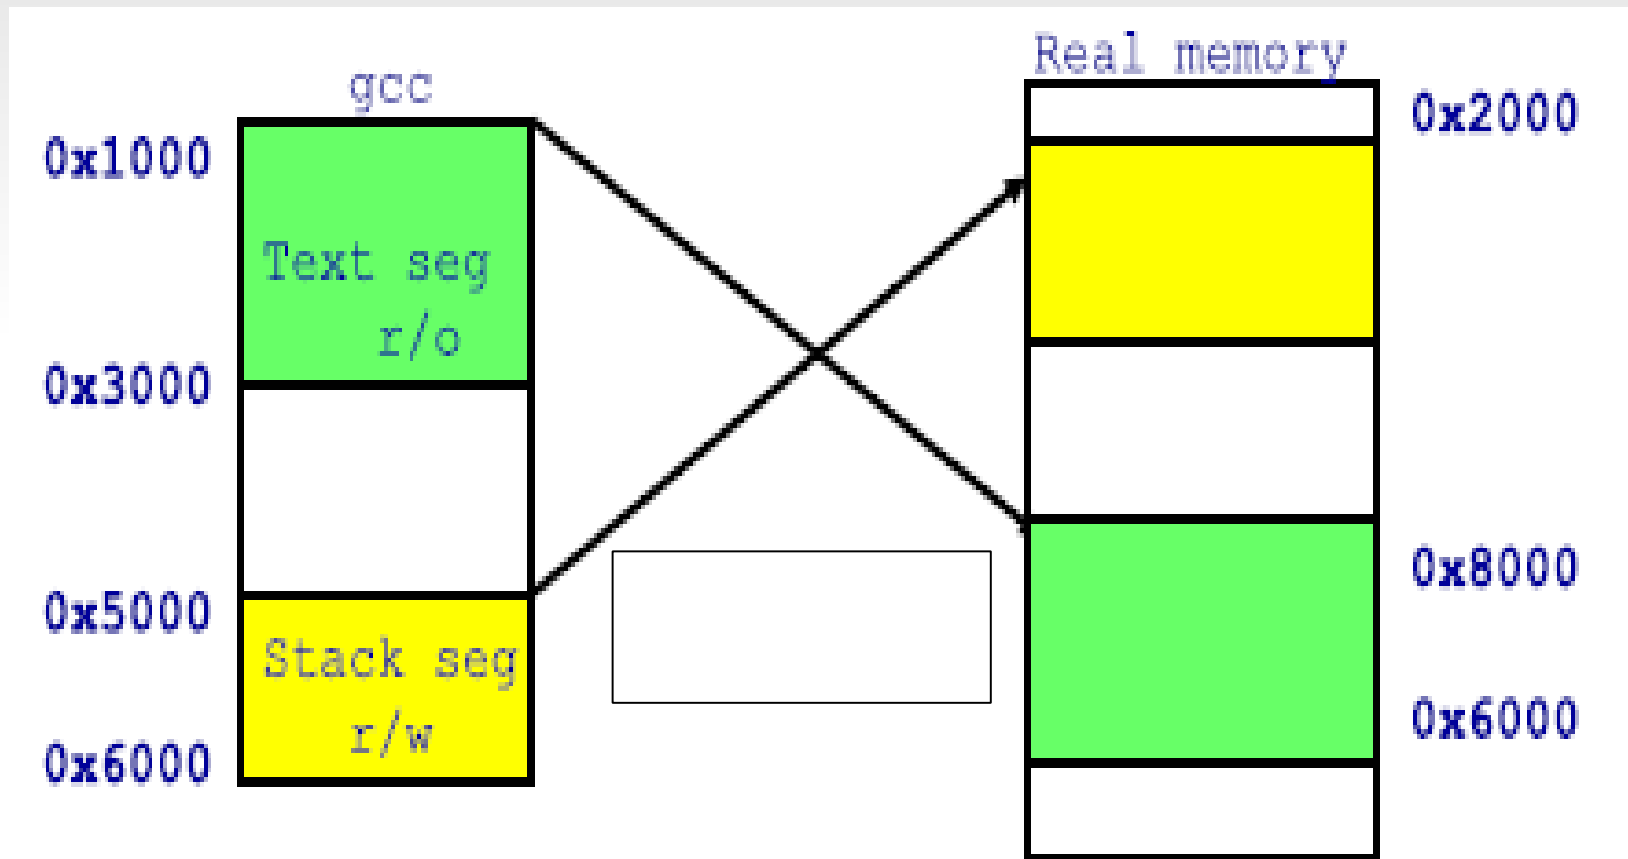 gcc
0x1000
Text seg
r/o
0x3000
0x5000
Stack seg
r/w
0x6000
Real memory
0x2000
0x8000
0x6000